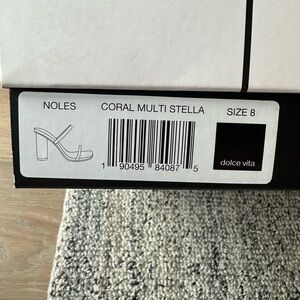 NOLES CORAL MULTI STELLA SIZE 8
1 90495 84087 5
dolce vita